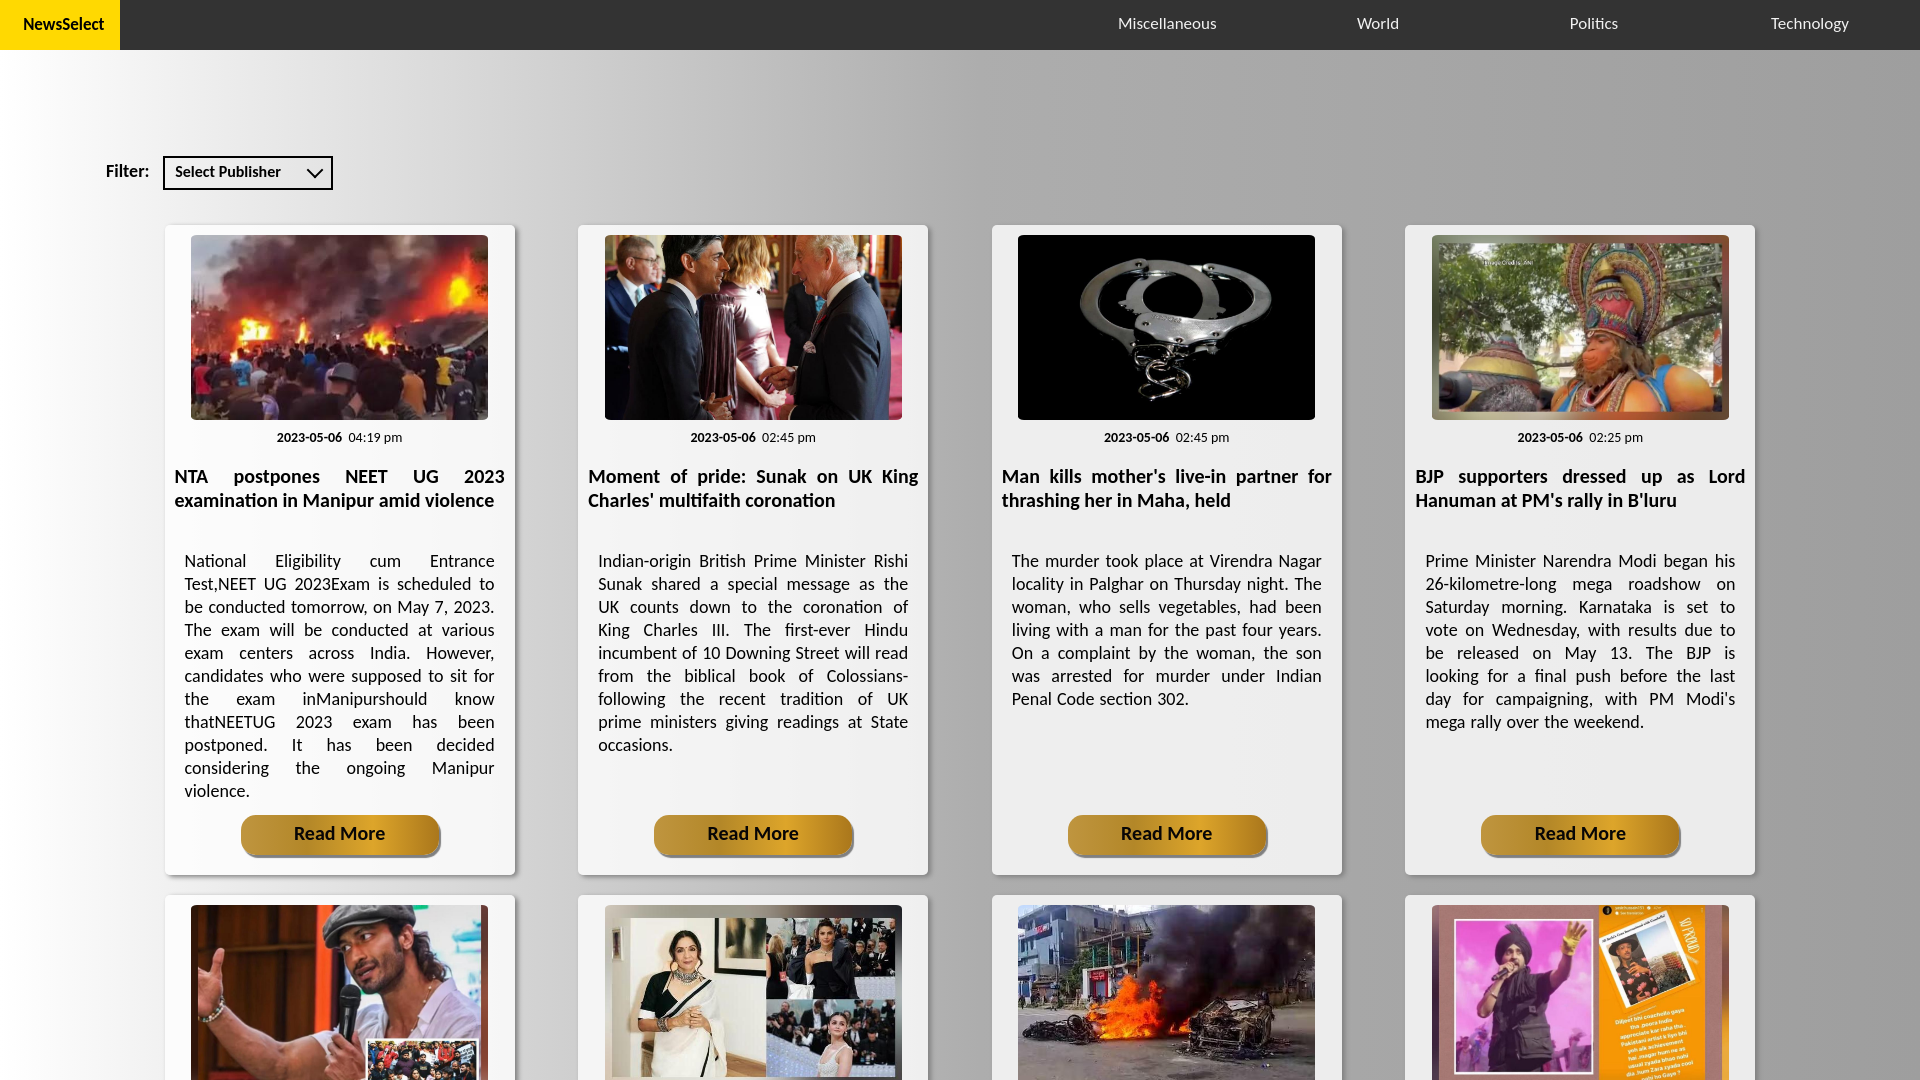 NewsSelect
Miscellaneous
World
Politics
Technology
Filter:
Select Publisher
2023-05-06 04:19 pm
NTA postpones NEET UG 2023
examination in Manipur amid violence
National Eligibility cum Entrance
Test,NEET UG 2023Exam is scheduled to
be conducted tomorrow, on May 7, 2023.
The exam will be conducted at various
exam centers across India. However,
candidates who were supposed to sit for
the exam inManipurshould know
thatNEETUG 2023 exam has been
postponed. It has been decided
considering the ongoing Manipur
violence.
Read More
2023-05-06 02:45 pm
Moment of pride: Sunak on UK King
Charles' multifaith coronation
Indian-origin British Prime Minister Rishi
Sunak shared a special message as the
UK counts down to the coronation of
King Charles III. The first-ever Hindu
incumbent of 10 Downing Street will read
from the biblical book of Colossians-
following the recent tradition of UK
prime ministers giving readings at State
occasions.
Read More
2023-05-06 02:45 pm
Man kills mother's live-in partner for
thrashing her in Maha, held
The murder took place at Virendra Nagar
locality in Palghar on Thursday night. The
woman, who sells vegetables, had been
living with a man for the past four years.
On a complaint by the woman, the son
was arrested for murder under Indian
Penal Code section 302.
Read More
2023-05-06 02:25 pm
BJP supporters dressed up as Lord
Hanuman at PM's rally in B'luru
Prime Minister Narendra Modi began his
26-kilometre-long mega roadshow on
Saturday morning. Karnataka is set to
vote on Wednesday, with results due to
be released on May 13. The BJP is
looking for a final push before the last
day for campaigning, with PM Modi's
mega rally over the weekend.
Read More
SO PROUD